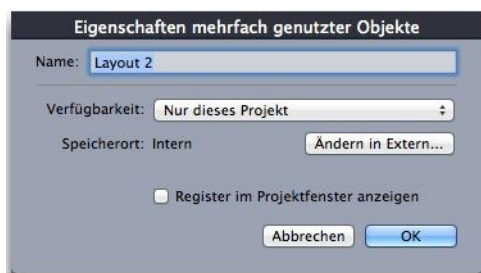 Eigenschaften mehrfach genutzter Objekte
Name: Layout 2
Verfügbarkeit: Nur dieses Projekt
Speicherort: Intern Ändern in Extern...
Register im Projektfenster anzeigen
Abbrechen OK